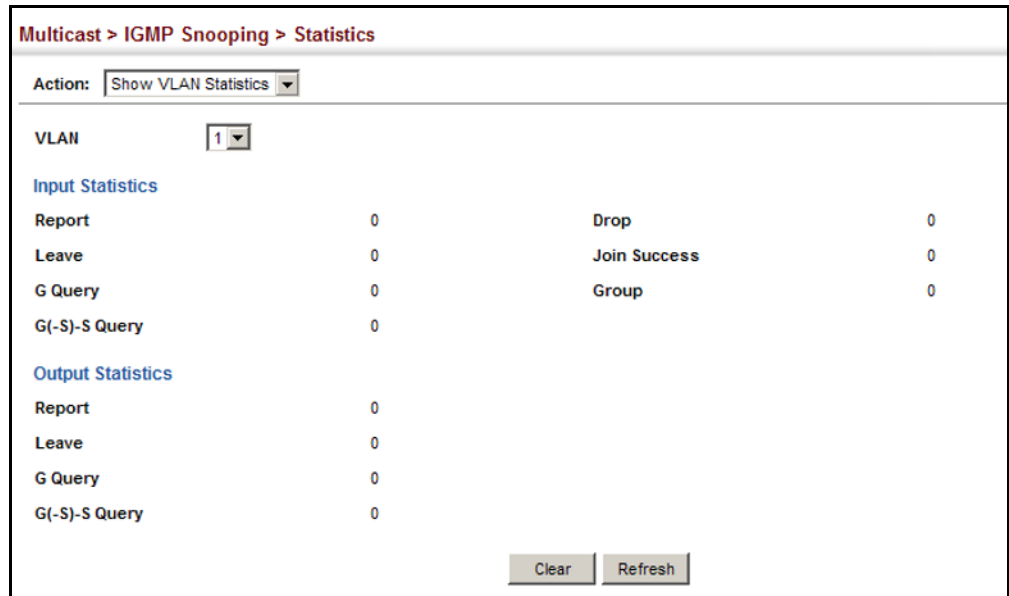 Multicast > IGMP Snooping > Statistics
Action: Show VLAN Statistics
VLAN 1
Input Statistics
Report 0 Drop 0
Leave 0 Join Success 0
G Query 0 Group 0
G(-S)-S Query 0
Output Statistics
Report 0
Leave 0
G Query 0
G(-S)-S Query 0
Clear Refresh